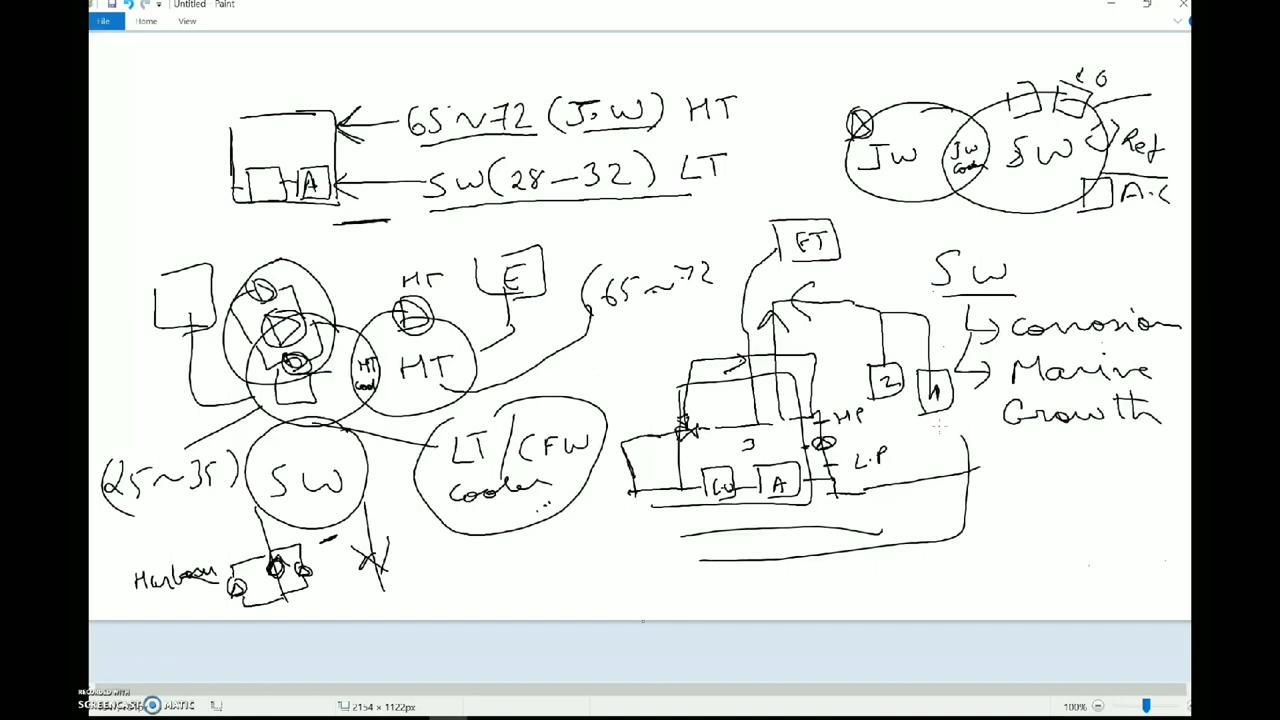 Untitled - Paint
File Home View
65~72 (J.W) HT
SW(28-32) LT
A
JW
JW
Cool
SW
Ref
A.C
FT
SW
Corrosion
Marine
Growth
HT
E
65~72
HT
Cool
HT
2
1
HP
3
L.P
A
LT/CFW
cooler
(25~35)
SW
RECORDED WITH
SCREENCAST MATIC
2154 × 1122px
100%